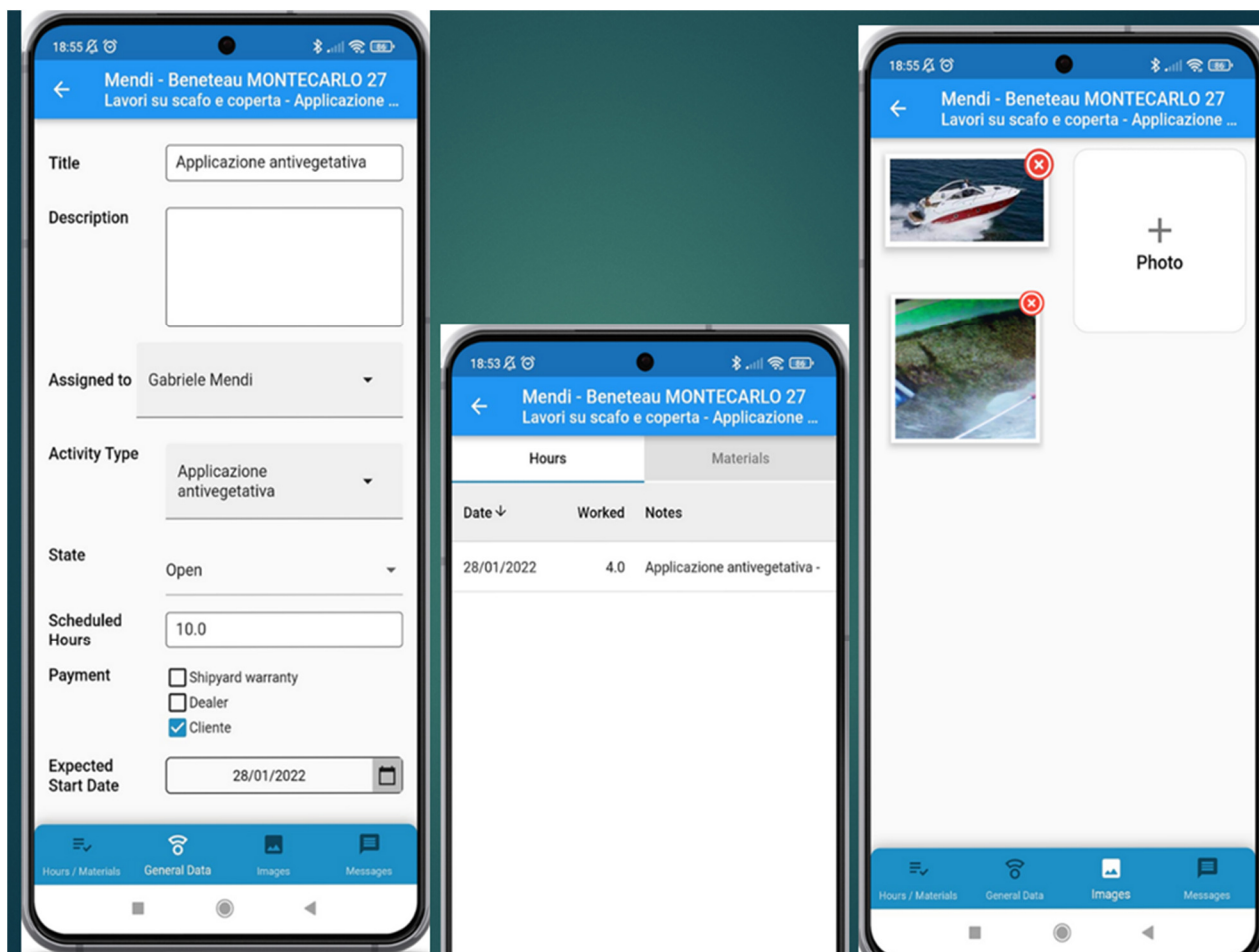 18:55
86
Mendi - Beneteau MONTECARLO 27
Lavori su scafo e coperta - Applicazione ...
Title
Applicazione antivegetativa
Description
Assigned to
Gabriele Mendi
Activity Type
Applicazione
antivegetativa
State
Open
Scheduled
Hours
10.0
Payment
Shipyard warranty
Dealer
Cliente
Expected
Start Date
28/01/2022
Hours / Materials
General Data
Images
Messages
18:53
86
Mendi - Beneteau MONTECARLO 27
Lavori su scafo e coperta - Applicazione ...
Hours
Materials
Date
Worked
Notes
28/01/2022
4.0
Applicazione antivegetativa -
18:55
86
Mendi - Beneteau MONTECARLO 27
Lavori su scafo e coperta - Applicazione ...
+
Photo
Hours / Materials
General Data
Images
Messages